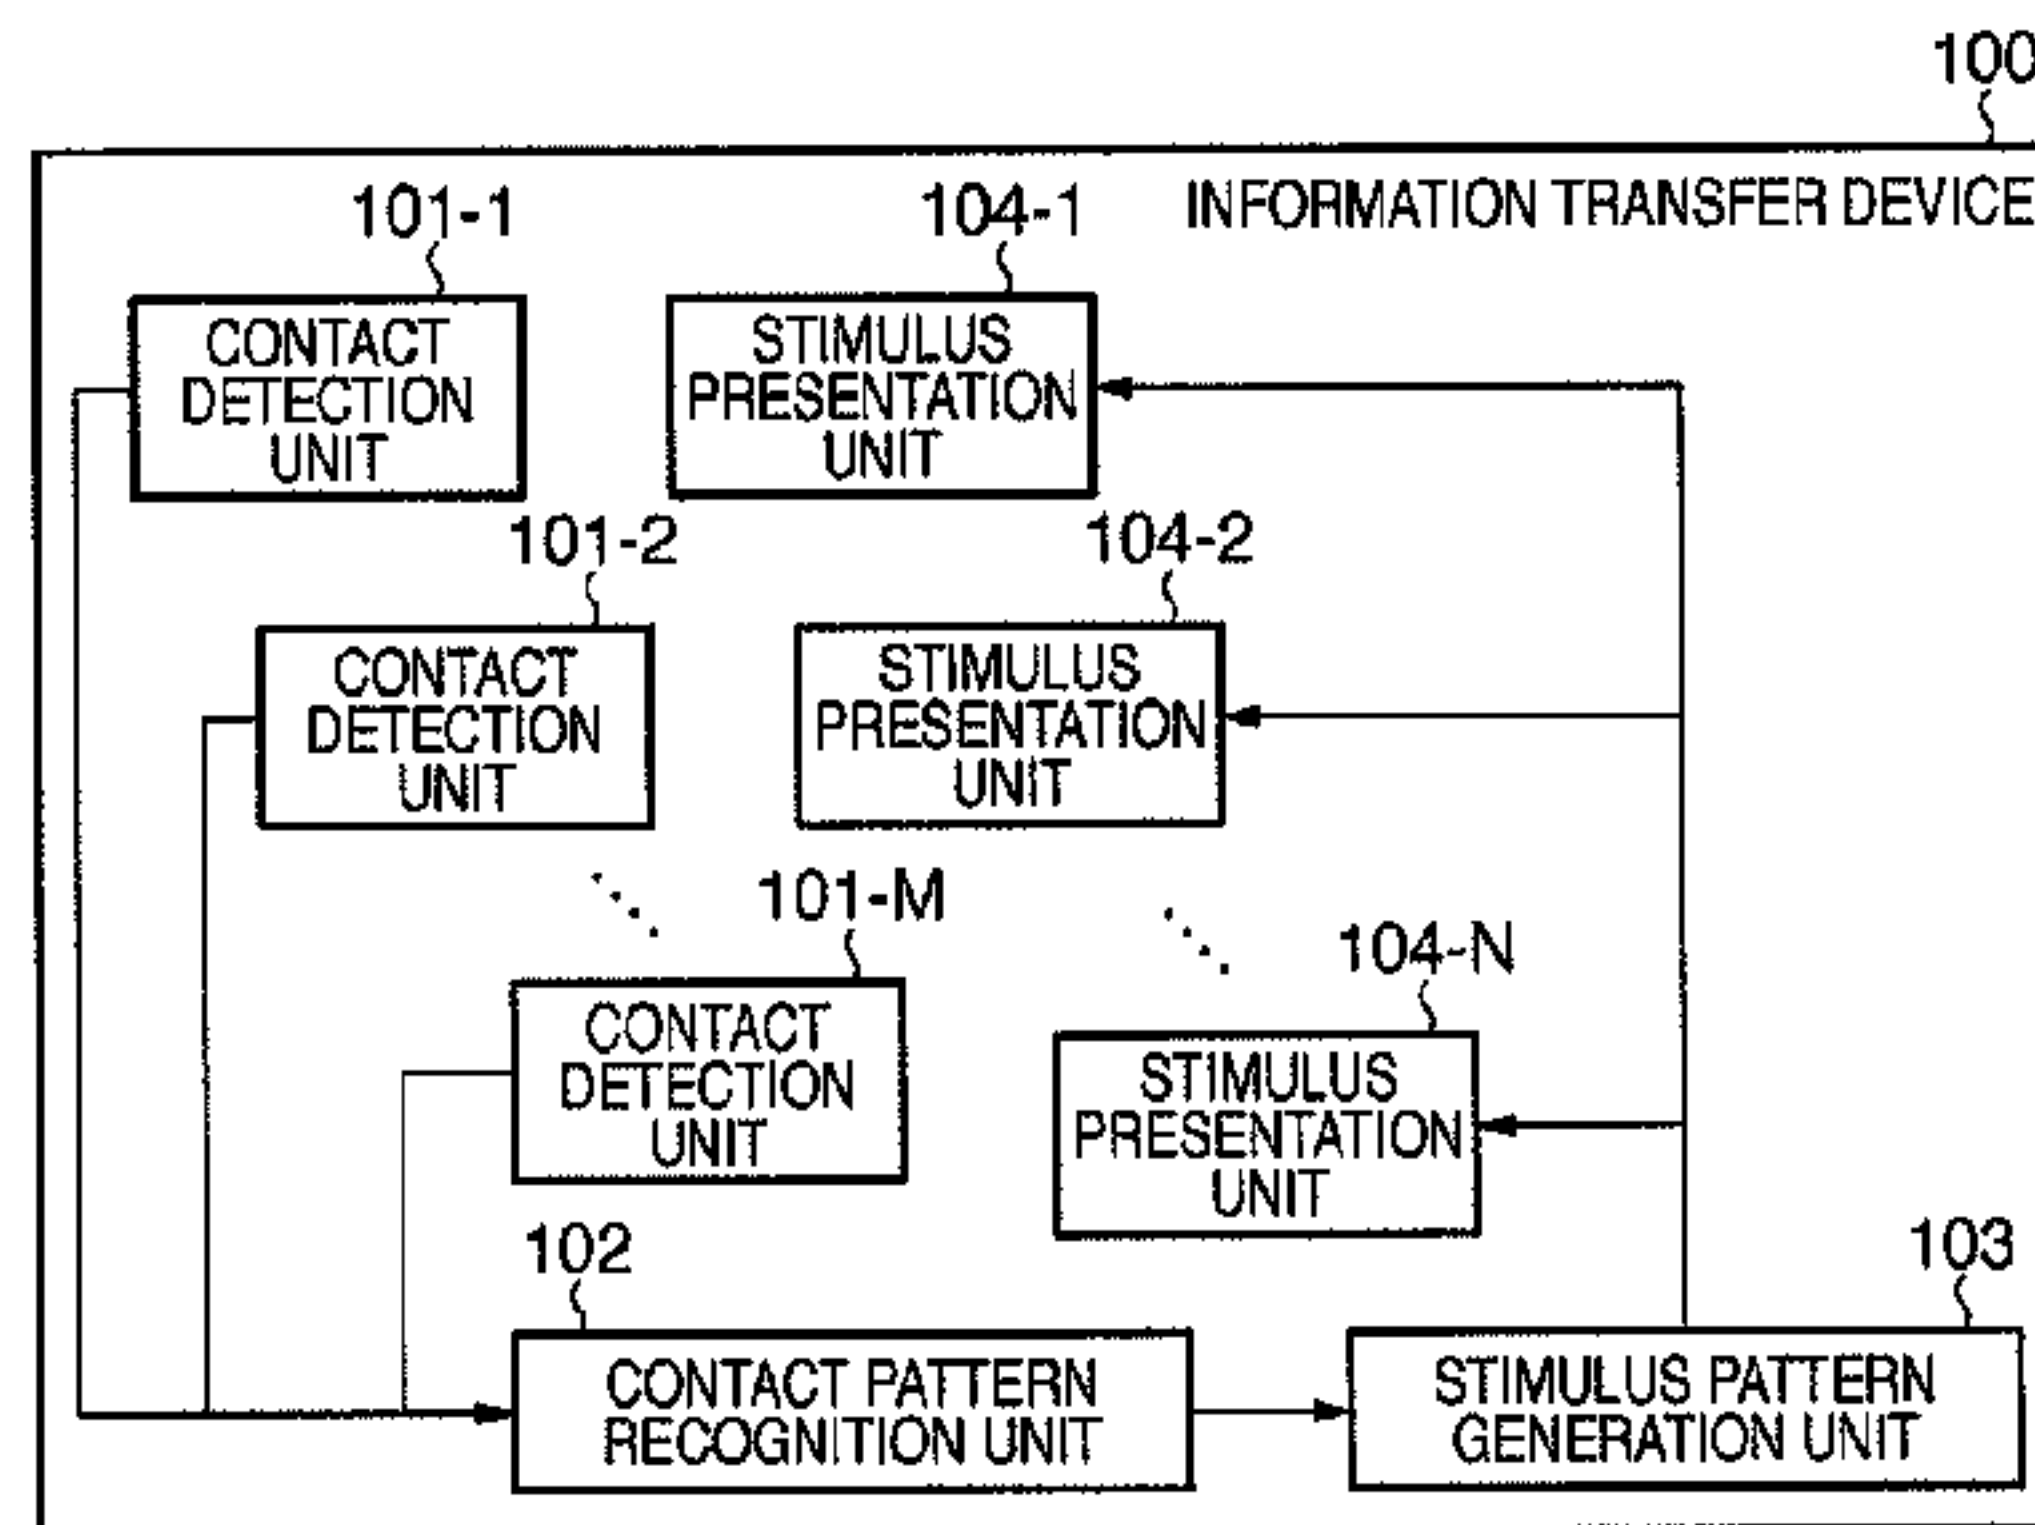 100
INFORMATION TRANSFER DEVICE
101-1
104-1
CONTACT
DETECTION
UNIT
STIMULUS
PRESENTATION
UNIT
101-2
104-2
CONTACT
DETECTION
UNIT
STIMULUS
PRESENTATION
UNIT
101-M
104-N
CONTACT
DETECTION
UNIT
STIMULUS
PRESENTATION
UNIT
102
103
CONTACT PATTERN
RECOGNITION UNIT
STIMULUS PATTERN
GENERATION UNIT